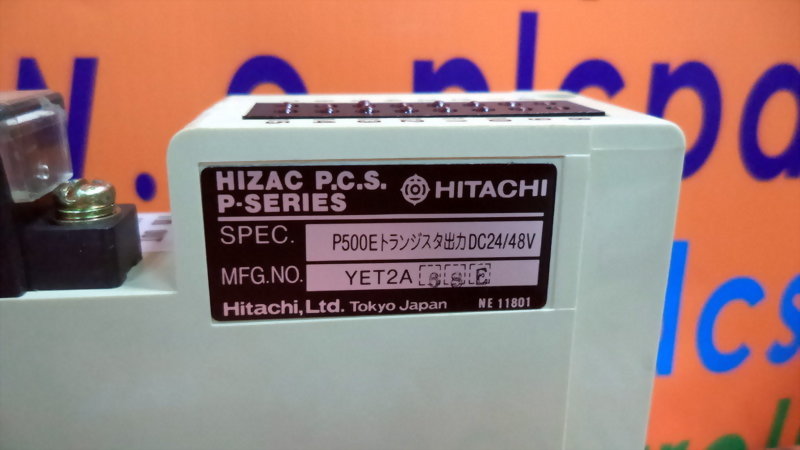 HIZAC P.C.S. HITACHI
P-SERIES
SPEC. P500Eトランジスタ出力DC24/48V
MFG.NO. YET2A
Hitachi, Ltd. Tokyo Japan NE 11801